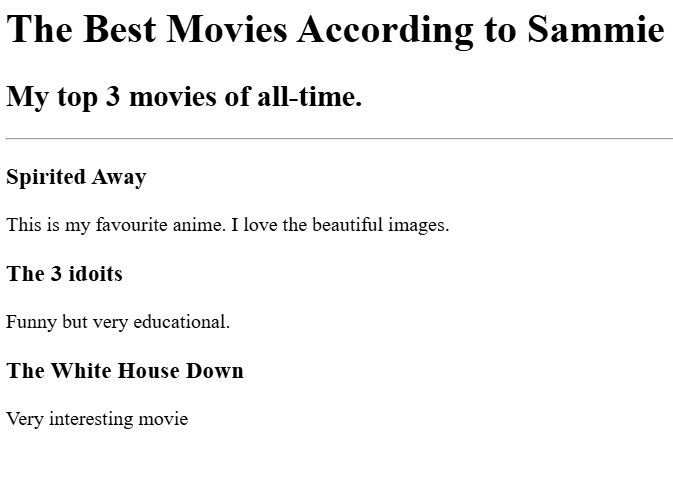 The Best Movies According to Sammie
My top 3 movies of all-time.
Spirited Away
This is my favourite anime. I love the beautiful images.
The 3 idoits
Funny but very educational.
The White House Down
Very interesting movie